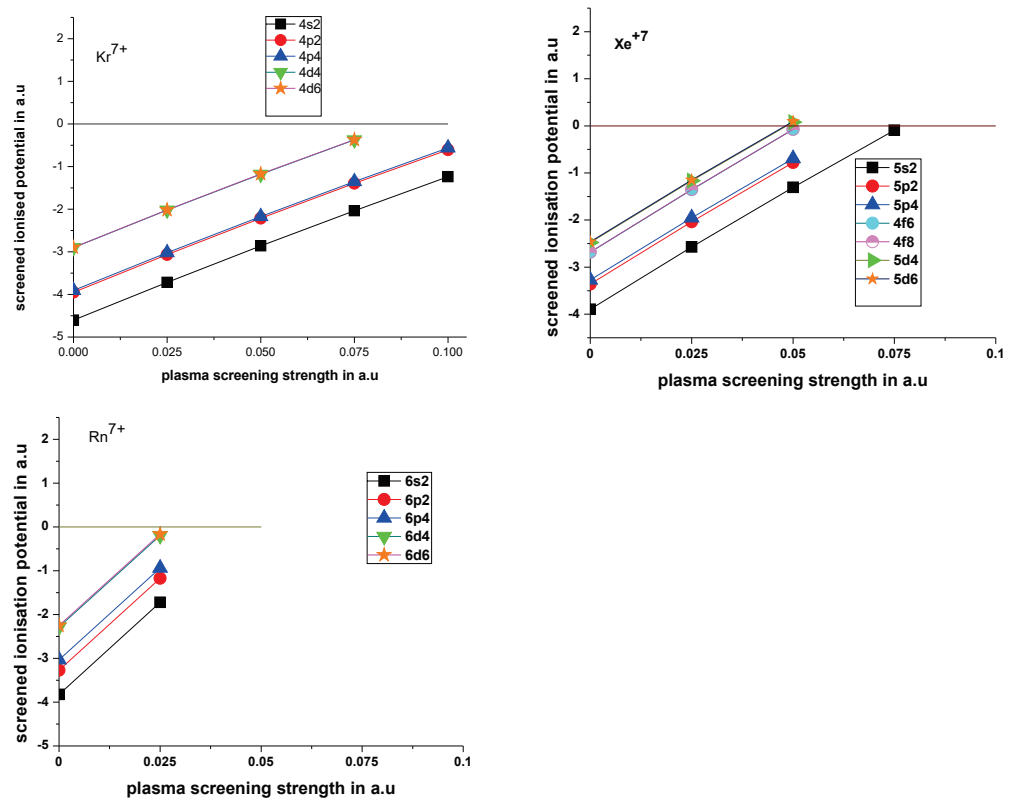 Kr7+
4s2
4p2
4p4
4d4
4d6
screened ionised potential in a.u
2
1
0
-1
-2
-3
-4
-5
0.000
0.025
0.050
0.075
0.100
plasma screening strength in a.u
Xe+7
5s2
5p2
5p4
4f6
4f8
5d4
5d6
screened ionisation potential in a.u
2
1
0
-1
-2
-3
-4
0
0.025
0.05
0.075
0.1
plasma screening strength in a.u
Rn7+
6s2
6p2
6p4
6d4
6d6
screened ionisation potential in a.u
2
1
0
-1
-2
-3
-4
-5
0
0.025
0.05
0.075
0.1
plasma screening strength in a.u